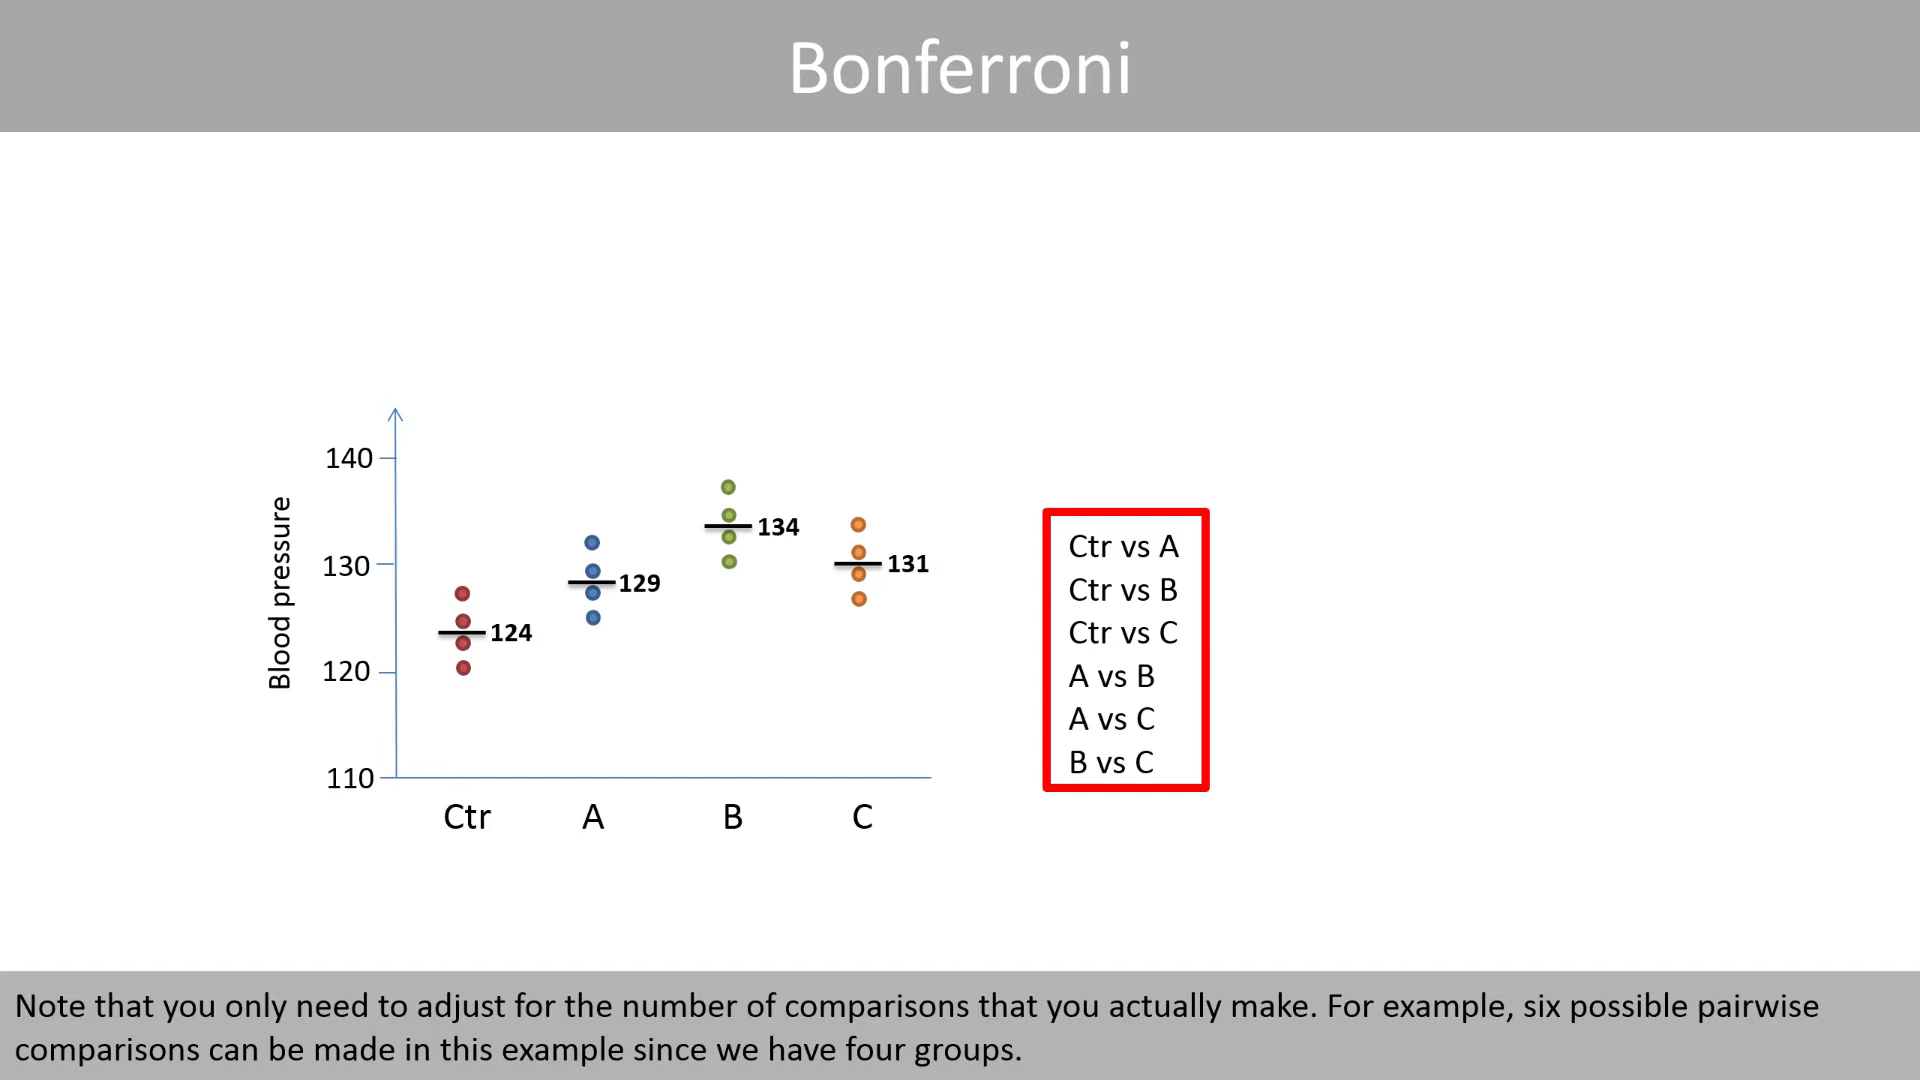 Bonferroni
140
130
120
110
Blood pressure
124
129
134
131
Ctr A B C
Ctr vs A
Ctr vs B
Ctr vs C
A vs B
A vs C
B vs C
Note that you only need to adjust for the number of comparisons that you actually make. For example, six possible pairwise
comparisons can be made in this example since we have four groups.